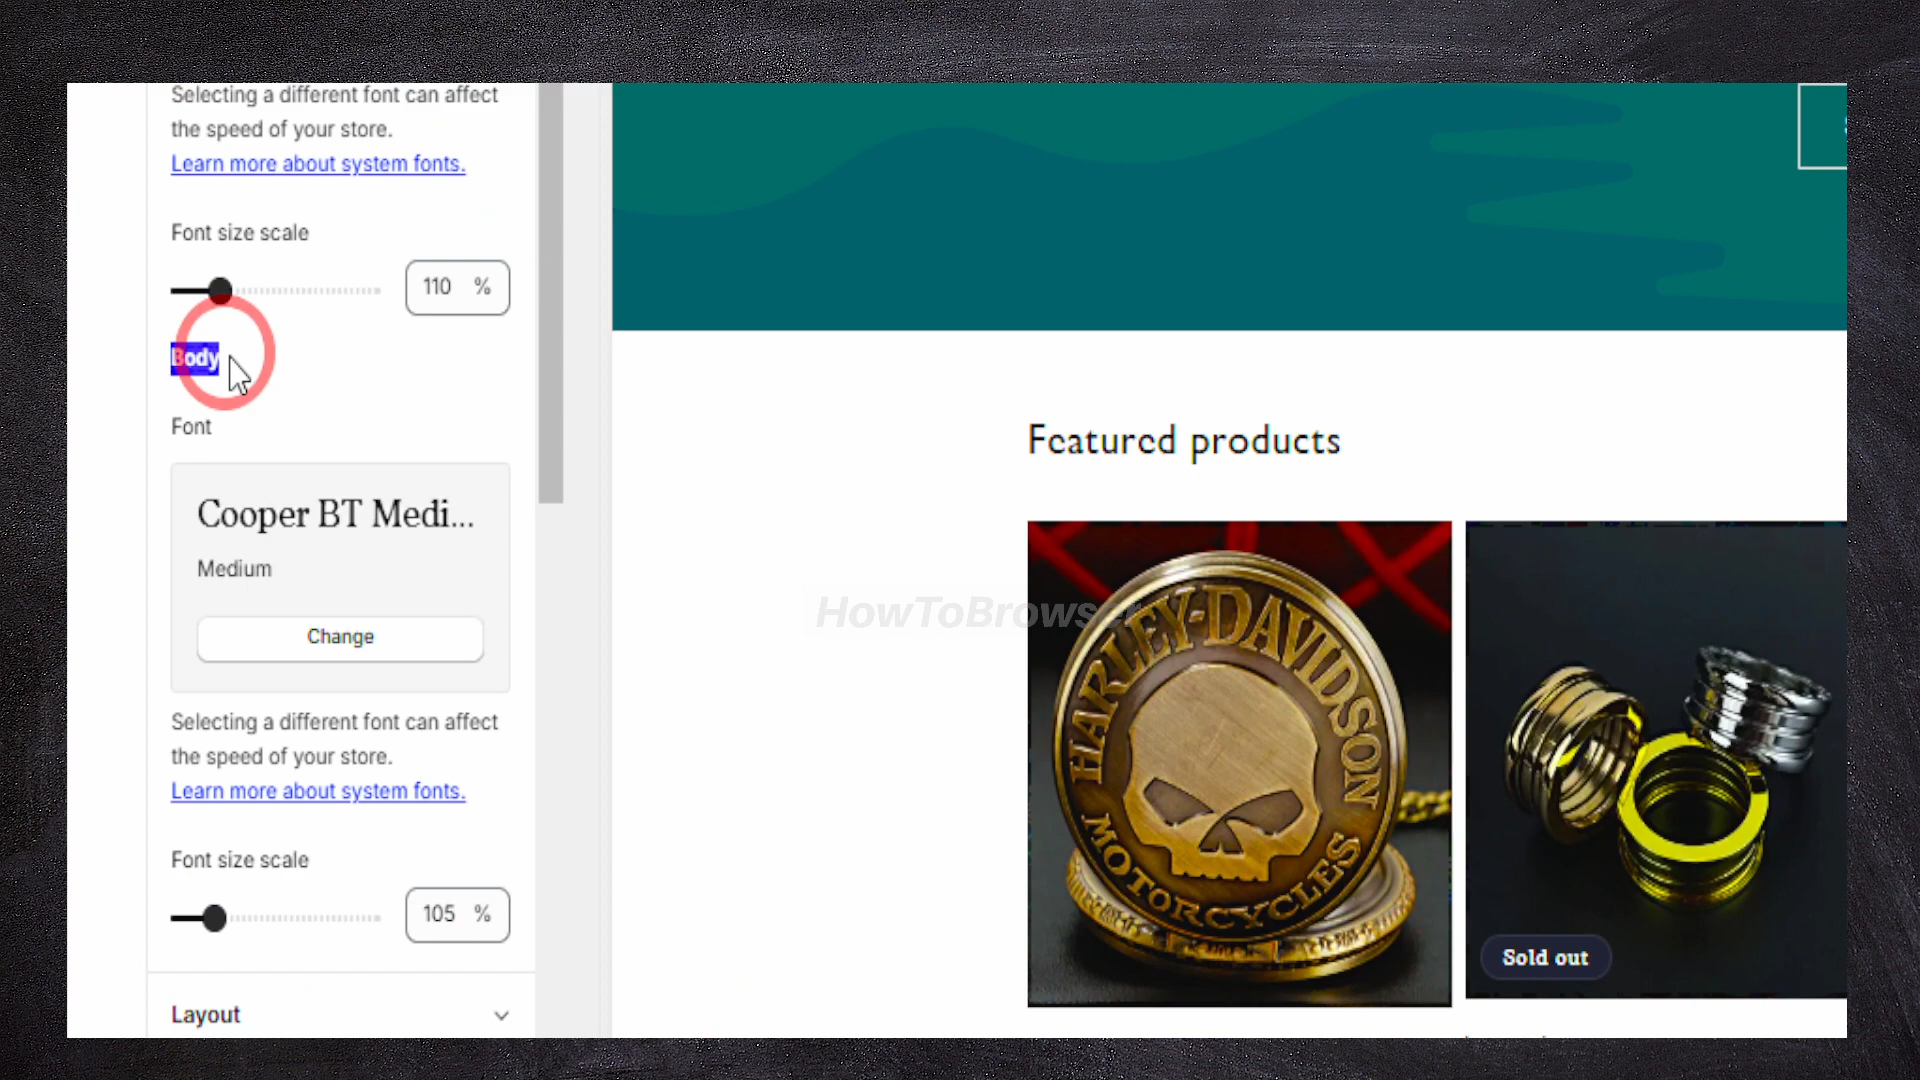 Selecting a different font can affect
the speed of your store.
Learn more about system fonts.
Font size scale
110 %
Body
Font
Cooper BT Medi...
Medium
Change
Selecting a different font can affect
the speed of your store.
Learn more about system fonts.
Font size scale
105 %
Layout
Featured products
HowToBrowser
HARLEY-DAVIDSON
MOTORCYCLES
Sold out